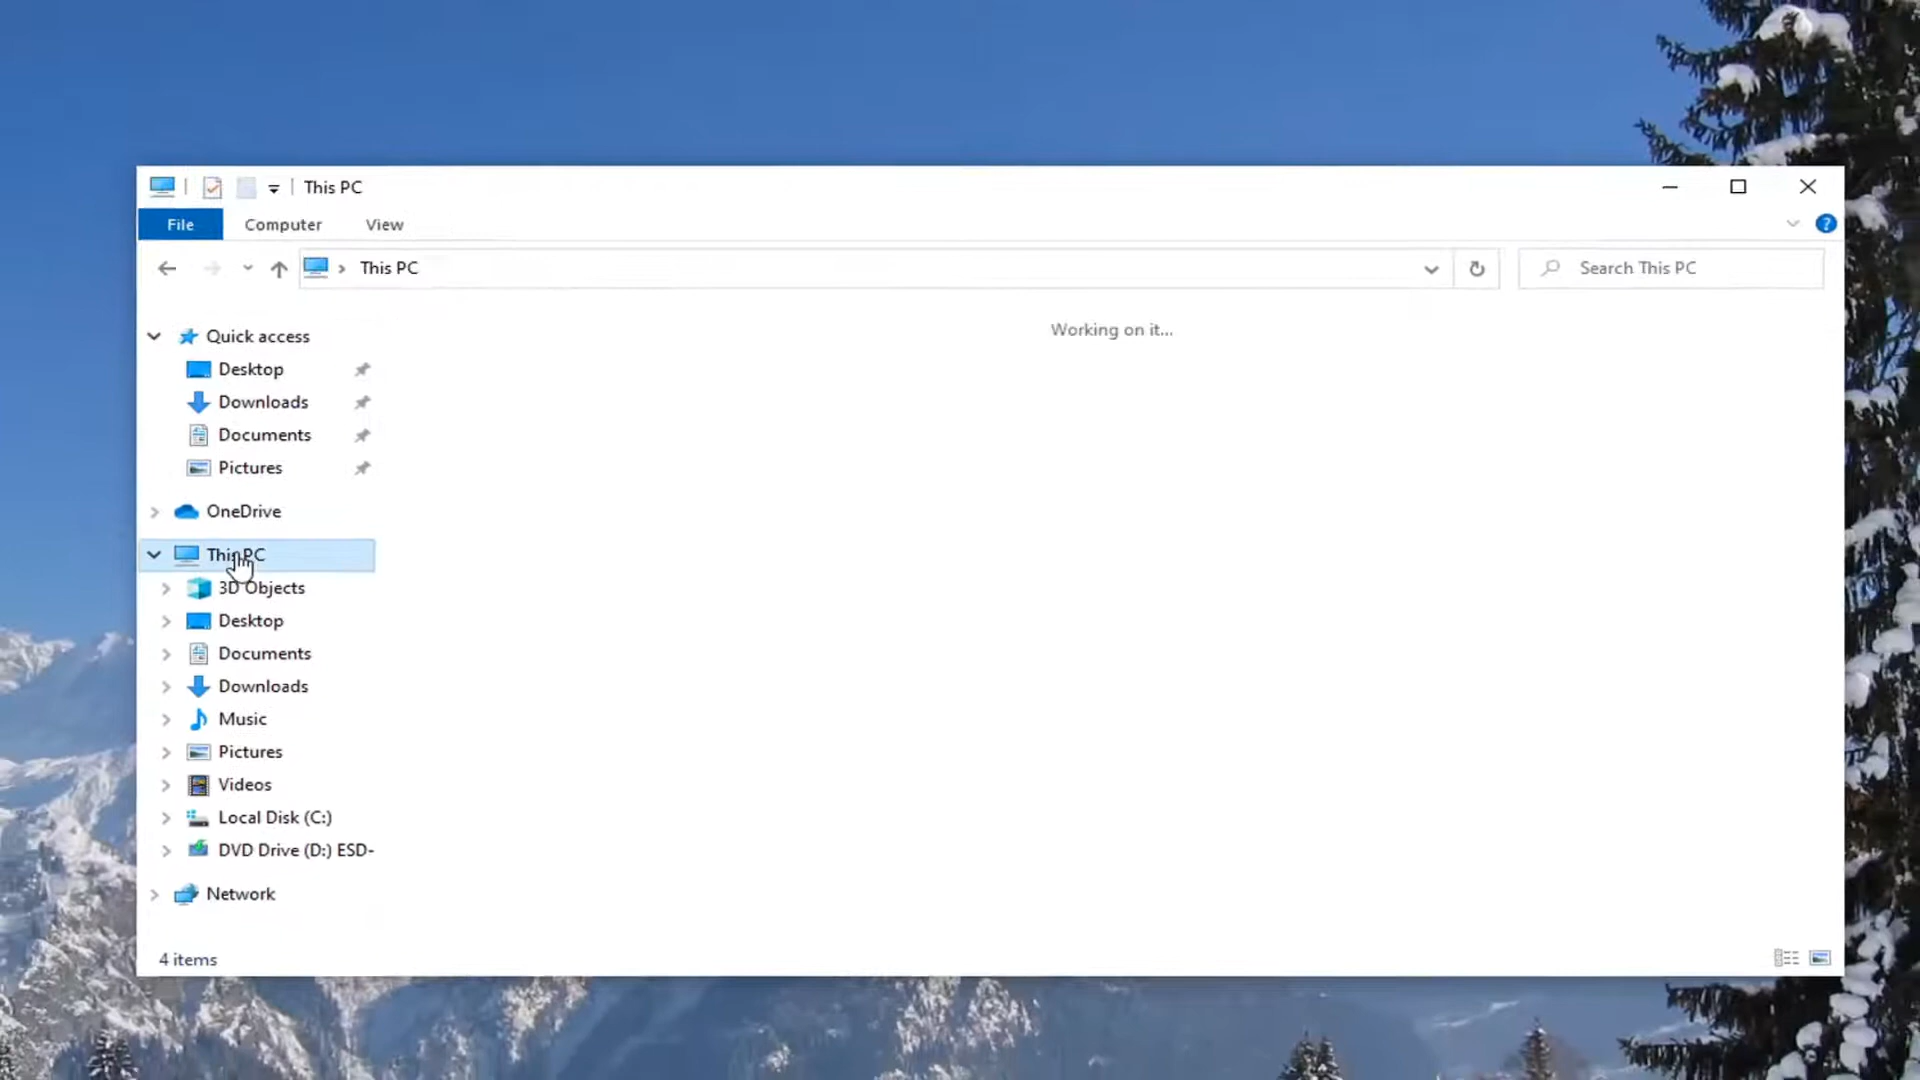 This PC
File
Computer
View
This PC
Search This PC
Working on it...
Quick access
Desktop
Downloads
Documents
Pictures
OneDrive
This PC
3D Objects
Desktop
Documents
Downloads
Music
Pictures
Videos
Local Disk (C:)
DVD Drive (D:) ESD-
Network
4 items